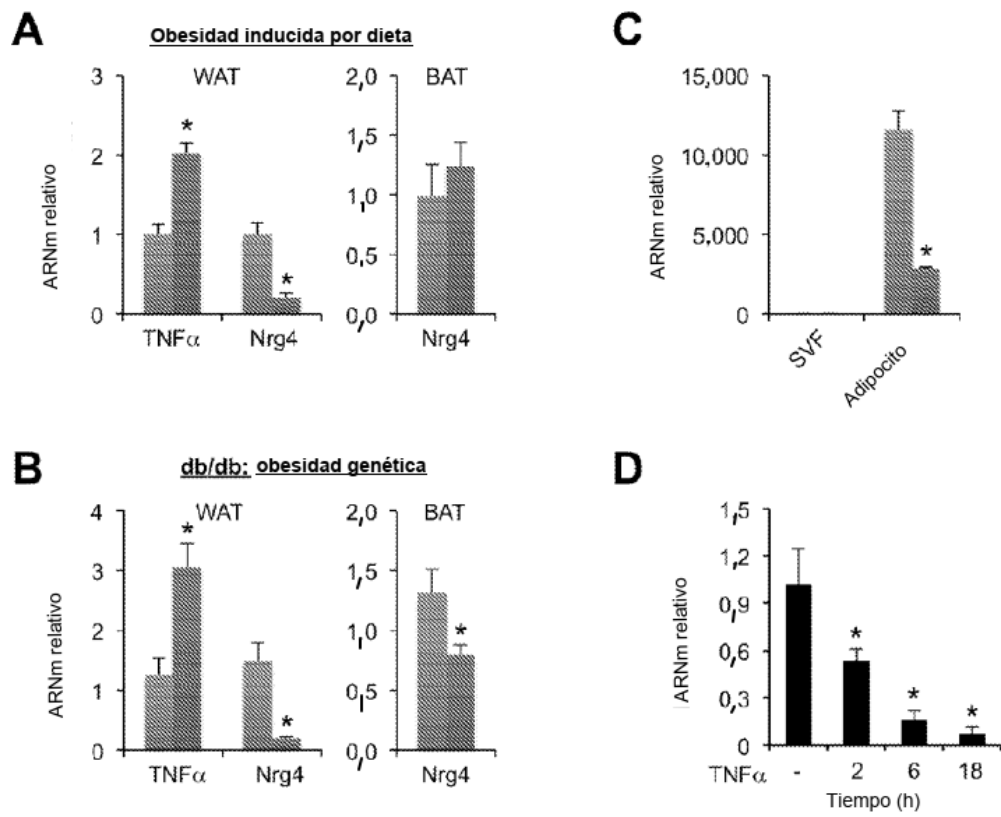 A
Obesidad inducida por dieta
WAT
BAT
ARNm relativo
3
2
1
0
*
*
TNFα
Nrg4
2,0
1,5
1,0
0,5
0,0
Nrg4
C
ARNm relativo
15,000
10,000
5,000
0
*
SVF
Adipocito
B
db/db: obesidad genética
WAT
BAT
ARNm relativo
4
3
2
1
0
*
*
TNFα
Nrg4
2,0
1,5
1,0
0,5
0,0
*
Nrg4
D
ARNm relativo
1,5
1,2
0,9
0,6
0,3
0
*
*
*
TNFα - 2 6 18
Tiempo (h)